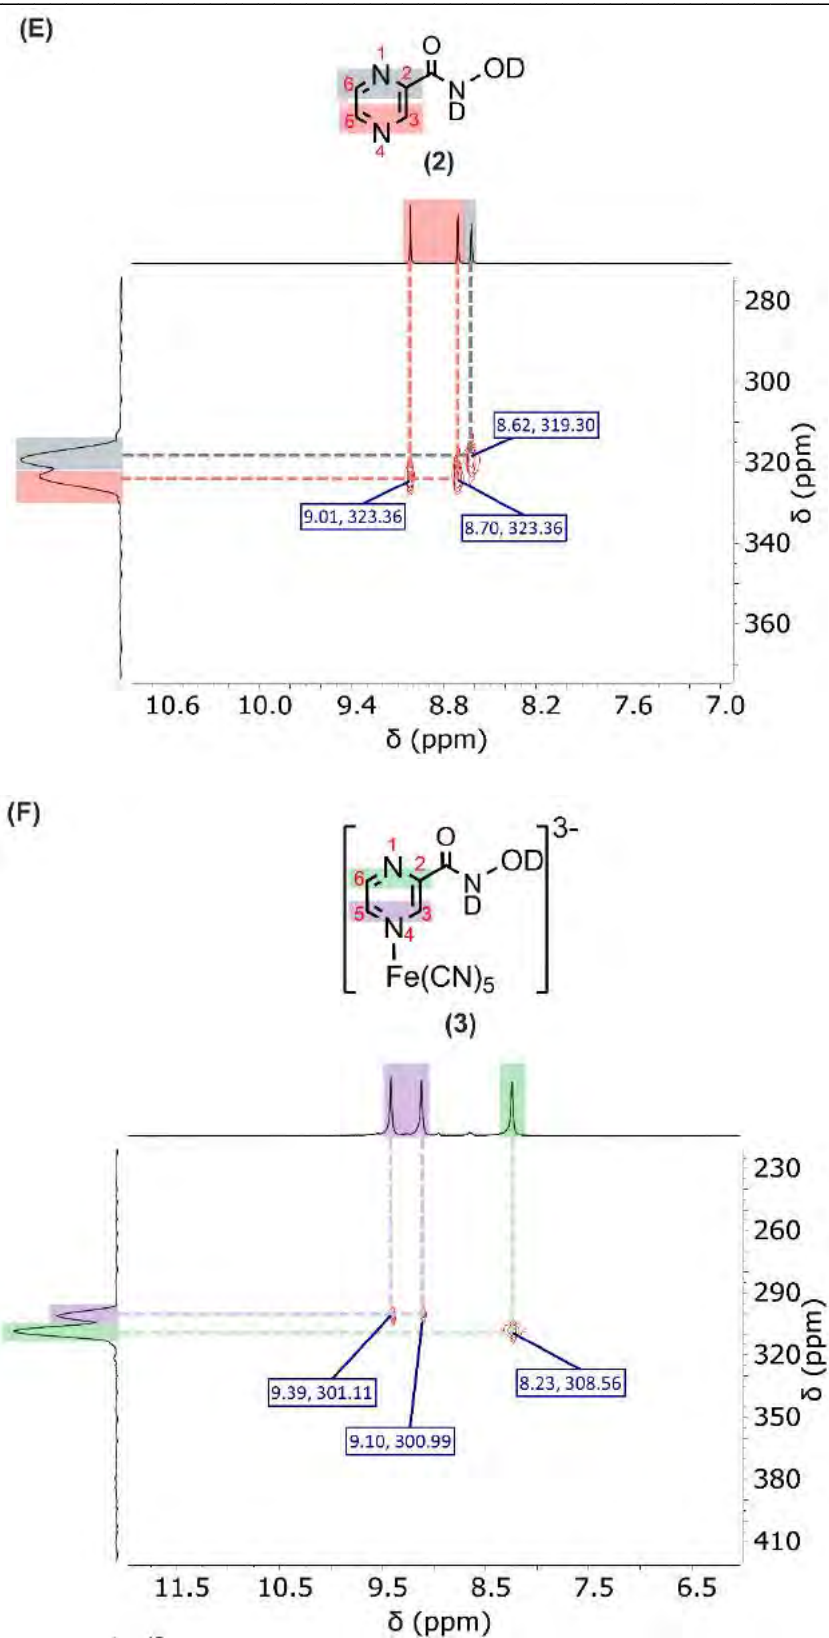 (E)
O
1
N
2
OD
6
N
D
5
3
N
4
(2)
280
300
8.62, 319.30
320
9.01, 323.36
8.70, 323.36
340
360
δ (ppm)
10.6 10.0 9.4 8.8 8.2 7.6 7.0
δ (ppm)
(F)
3-
O
1
N
2
OD
6
N
D
5
3
N
4
Fe(CN)5
(3)
230
260
290
320
9.39, 301.11
8.23, 308.56
350
9.10, 300.99
380
410
δ (ppm)
11.5 10.5 9.5 8.5 7.5 6.5
δ (ppm)